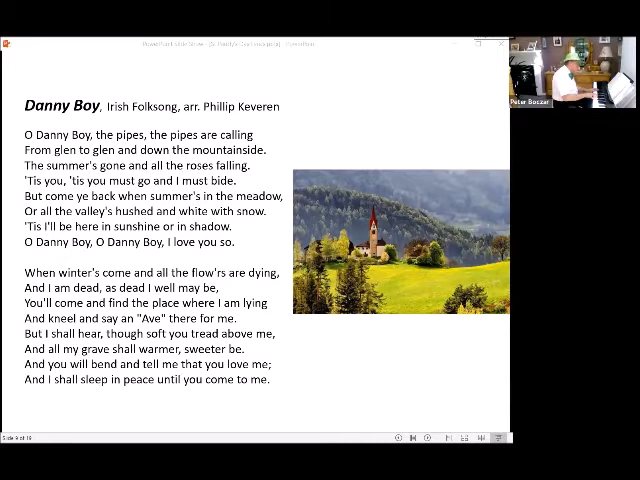 Danny Boy, Irish Folksong, arr. Phillip Keveren
O Danny Boy, the pipes, the pipes are calling
From glen to glen and down the mountainside.
The summer's gone and all the roses falling.
'Tis you, 'tis you must go and I must bide.
But come ye back when summer's in the meadow,
Or all the valley's hushed and white with snow.
'Tis I'll be here in sunshine or in shadow.
O Danny Boy, O Danny Boy, I love you so.
When winter's come and all the flow'rs are dying,
And I am dead, as dead I well may be,
You'll come and find the place where I am lying
And kneel and say an "Ave" there for me.
But I shall hear, though soft you tread above me,
And all my grave shall warmer, sweeter be.
And you will bend and tell me that you love me;
And I shall sleep in peace until you come to me.
Peter Boczar
Slide 9 of 19